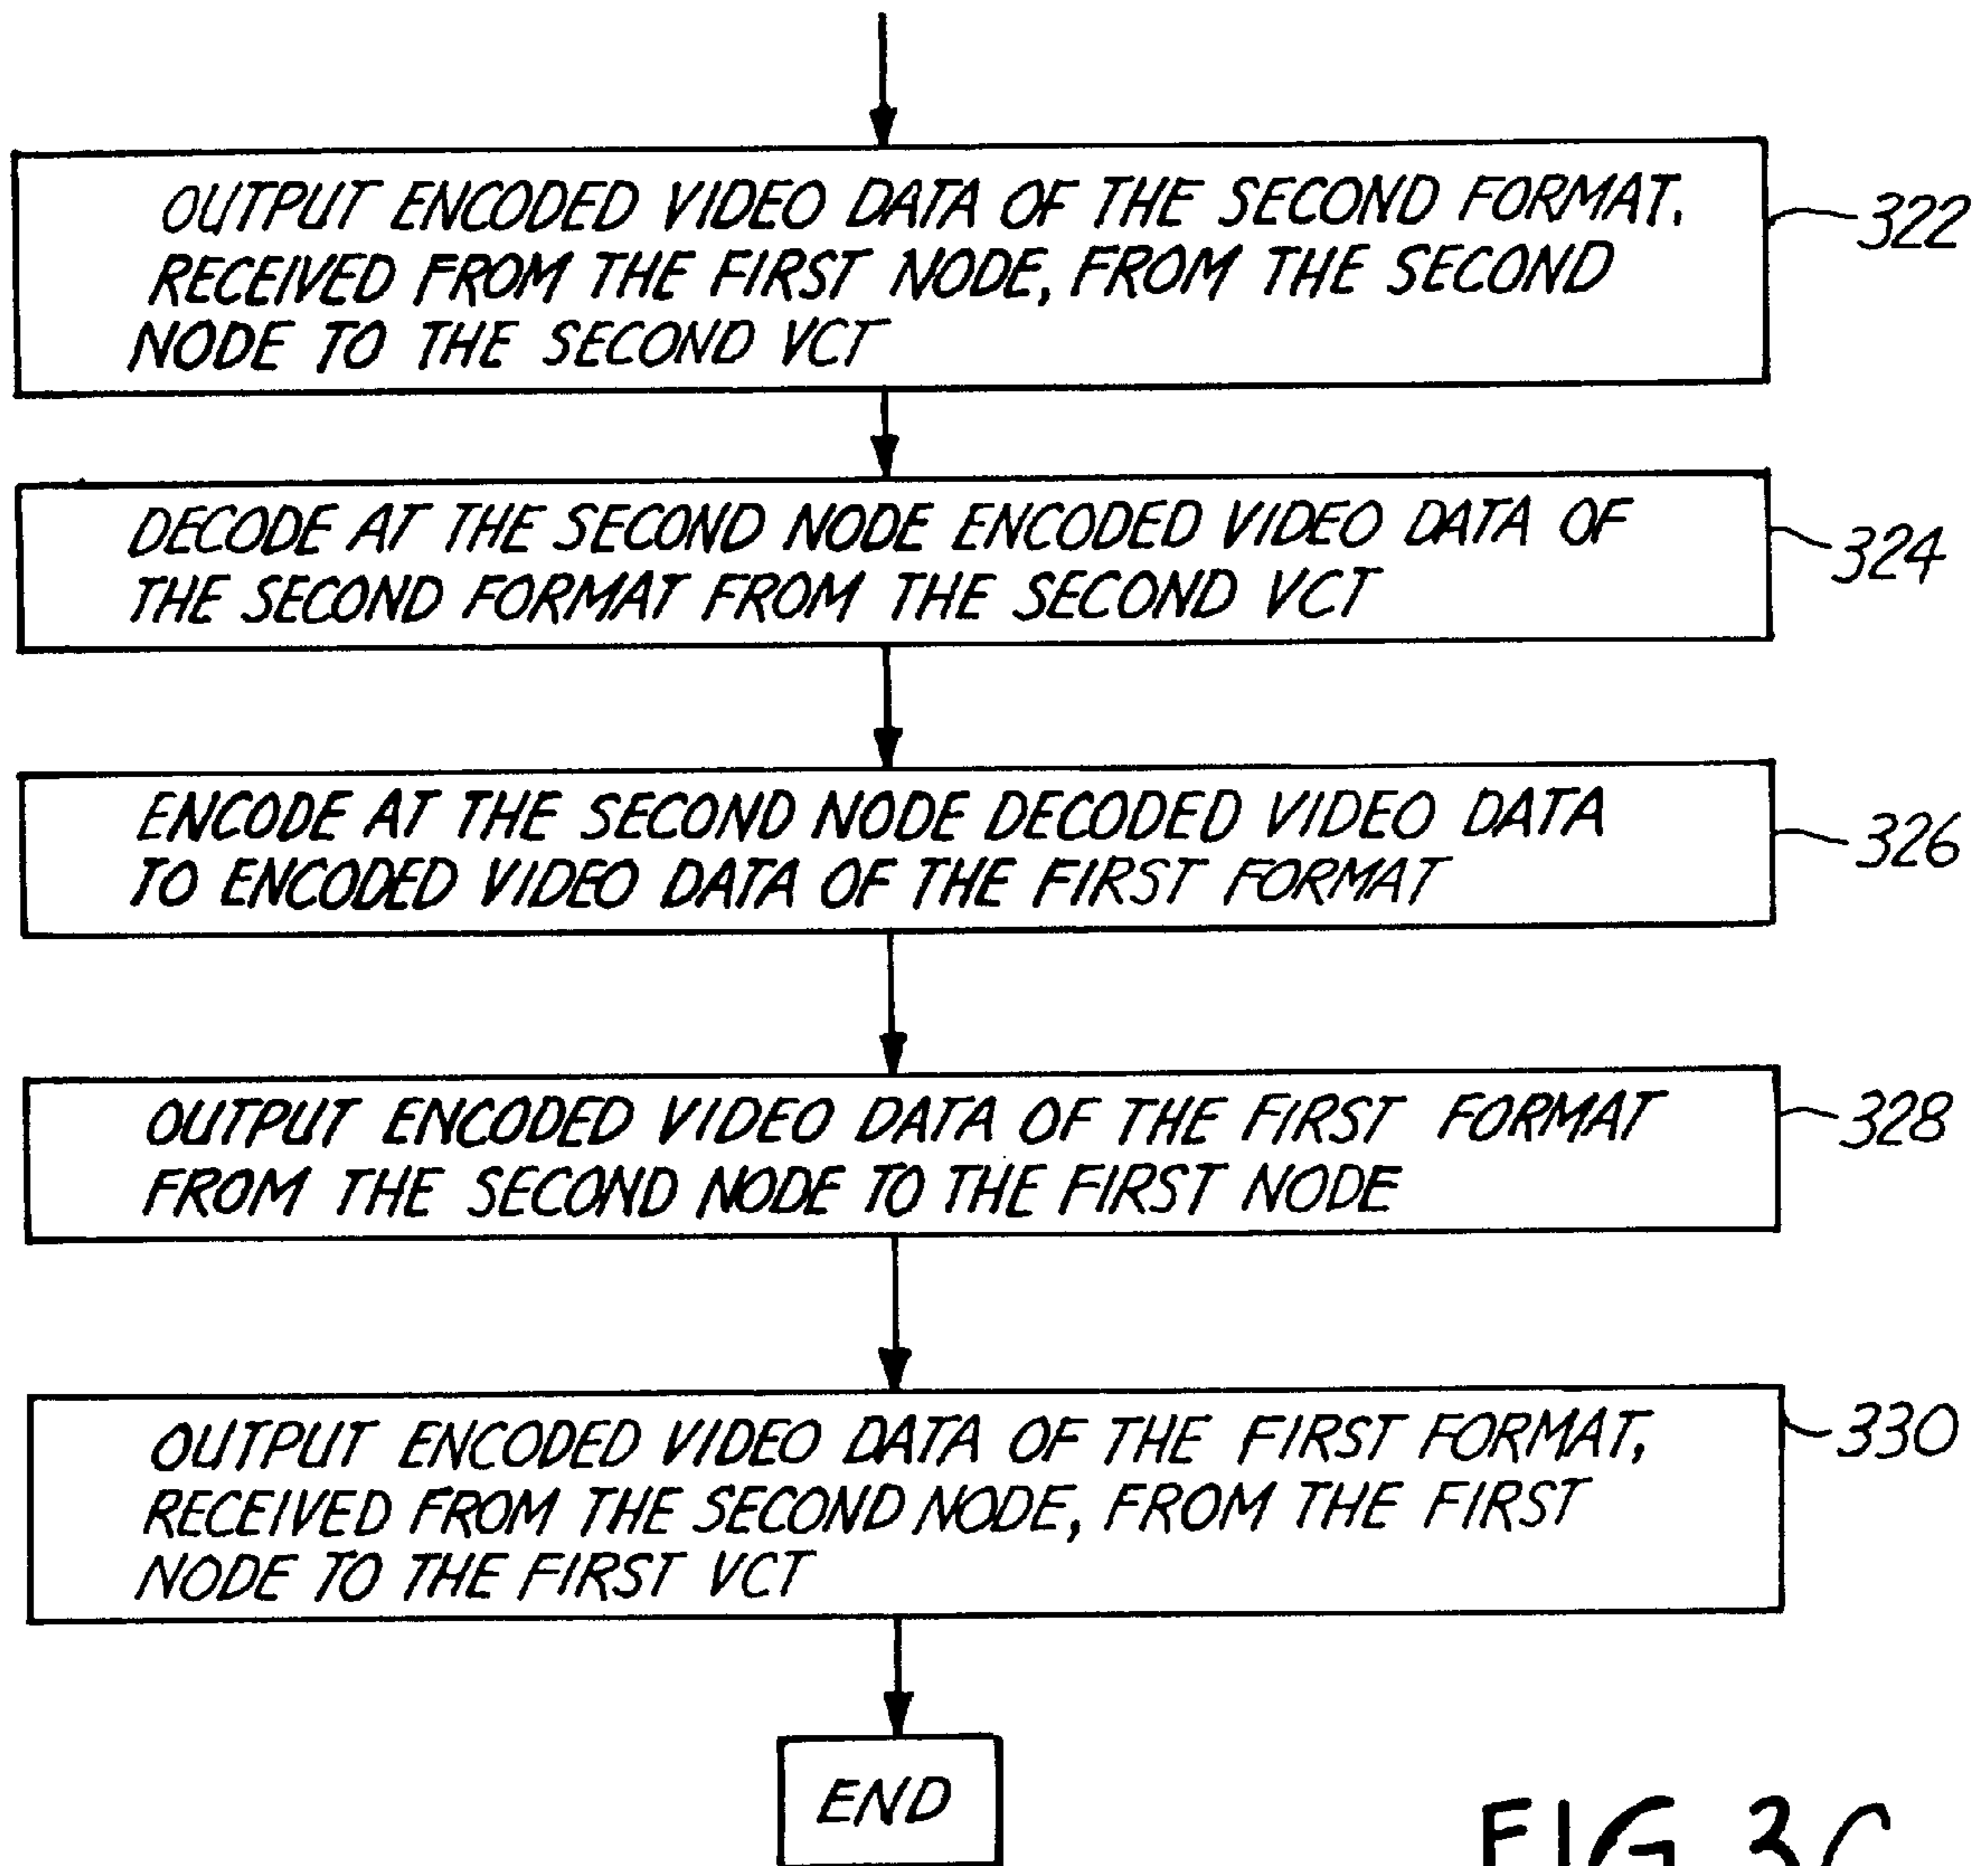 OUTPUT ENCODED VIDEO DATA OF THE SECOND FORMAT,
RECEIVED FROM THE FIRST NODE, FROM THE SECOND
NODE TO THE SECOND VCT
322
DECODE AT THE SECOND NODE ENCODED VIDEO DATA OF
THE SECOND FORMAT FROM THE SECOND VCT
324
ENCODE AT THE SECOND NODE DECODED VIDEO DATA
TO ENCODED VIDEO DATA OF THE FIRST FORMAT
326
OUTPUT ENCODED VIDEO DATA OF THE FIRST FORMAT
FROM THE SECOND NODE TO THE FIRST NODE
328
OUTPUT ENCODED VIDEO DATA OF THE FIRST FORMAT,
RECEIVED FROM THE SECOND NODE, FROM THE FIRST
NODE TO THE FIRST VCT
330
END
FIG. 3C